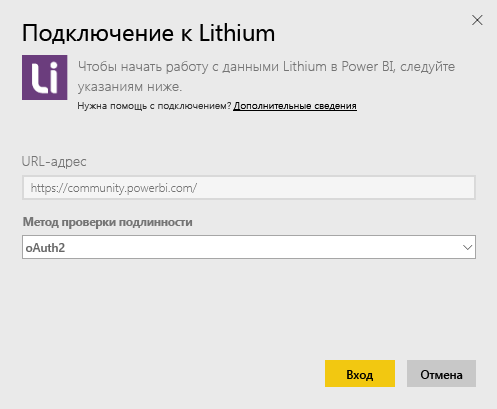 Подключение к Lithium
Li
Чтобы начать работу с данными Lithium в Power BI, следуйте
указаниям ниже.
Нужна помощь с подключением? Дополнительные сведения
URL-адрес
https://community.powerbi.com/
Метод проверки подлинности
oAuth2
Вход
Отмена